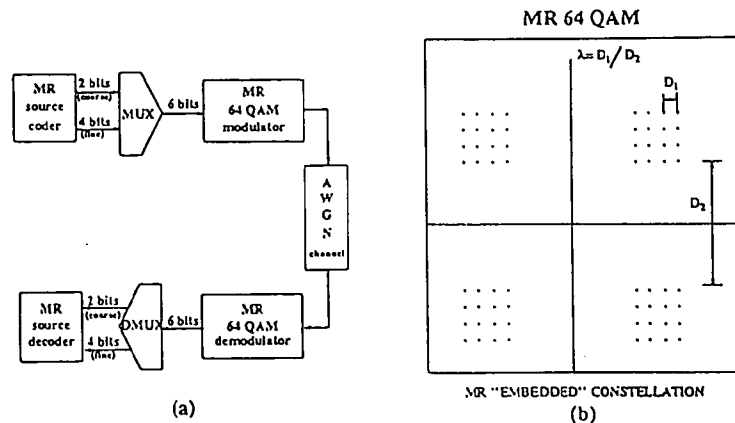 MR
source
coder
2 bits
(coarse)
4 bits
(fine)
MUX
6 bits
MR
64 QAM
modulator
A
W
G
N
channel
MR
source
decoder
2 bits
(coarse)
4 bits
(fine)
DMUX
6 bits
MR
64 QAM
demodulator
(a)
MR 64 QAM
λ= D₁/ D₂
D₁
D₂
MR "EMBEDDED" CONSTELLATION
(b)